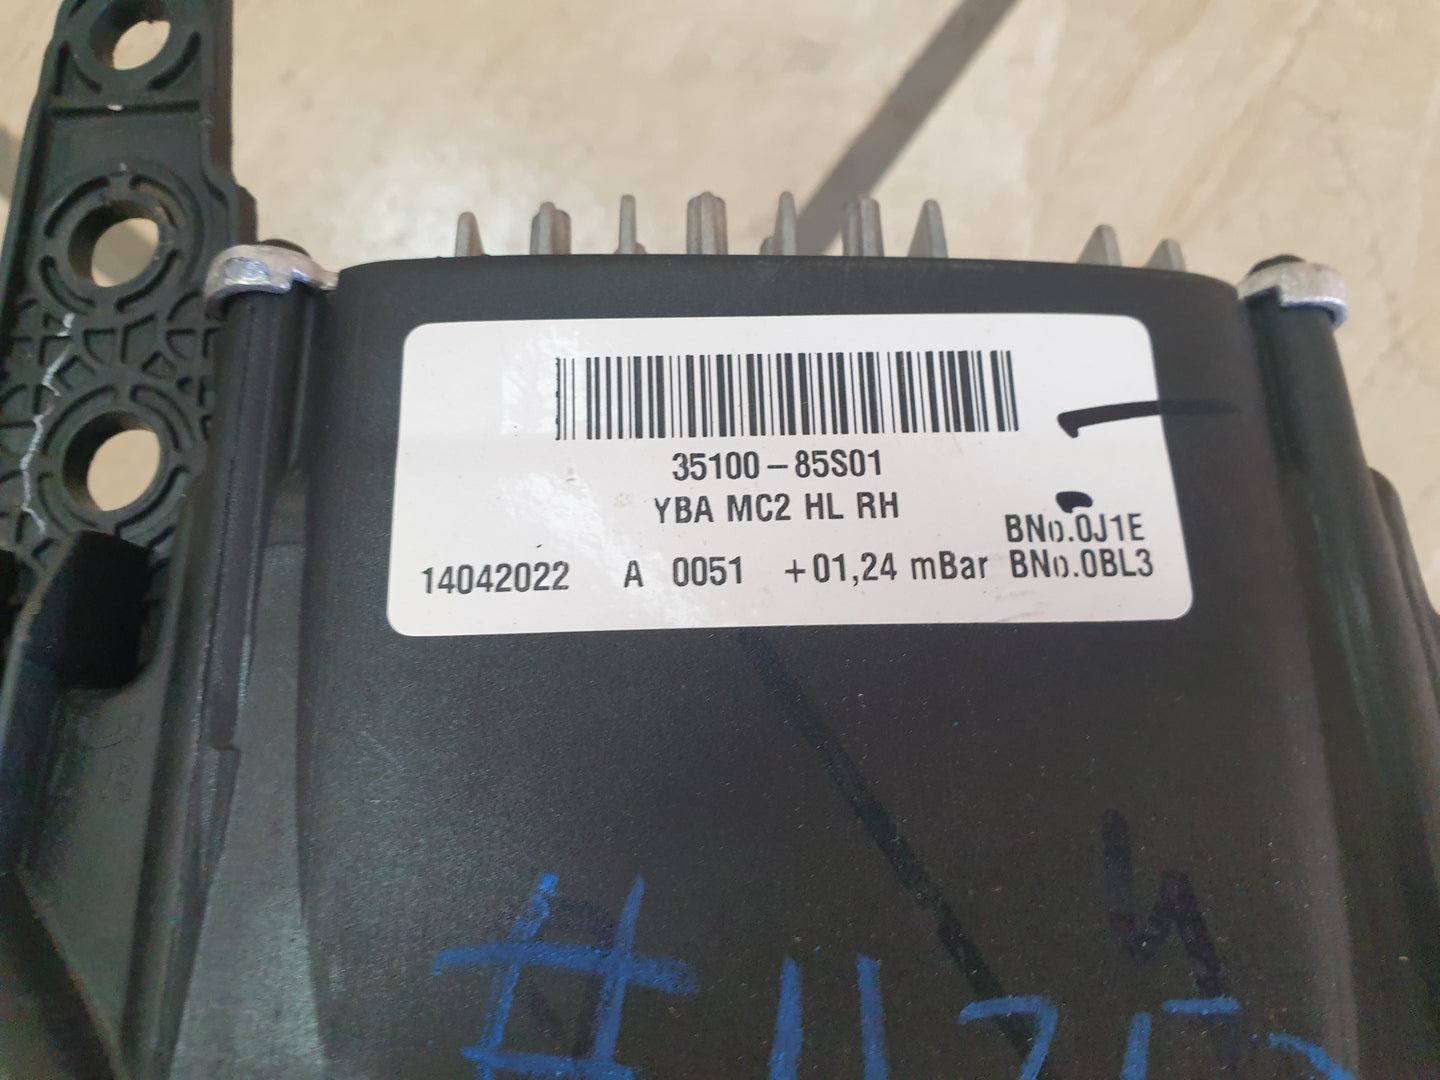 35100-85S01
YBA MC2 HL RH
BNo.0J1E
14042022 A 0051 +01,24 mBar BNo.0BL3